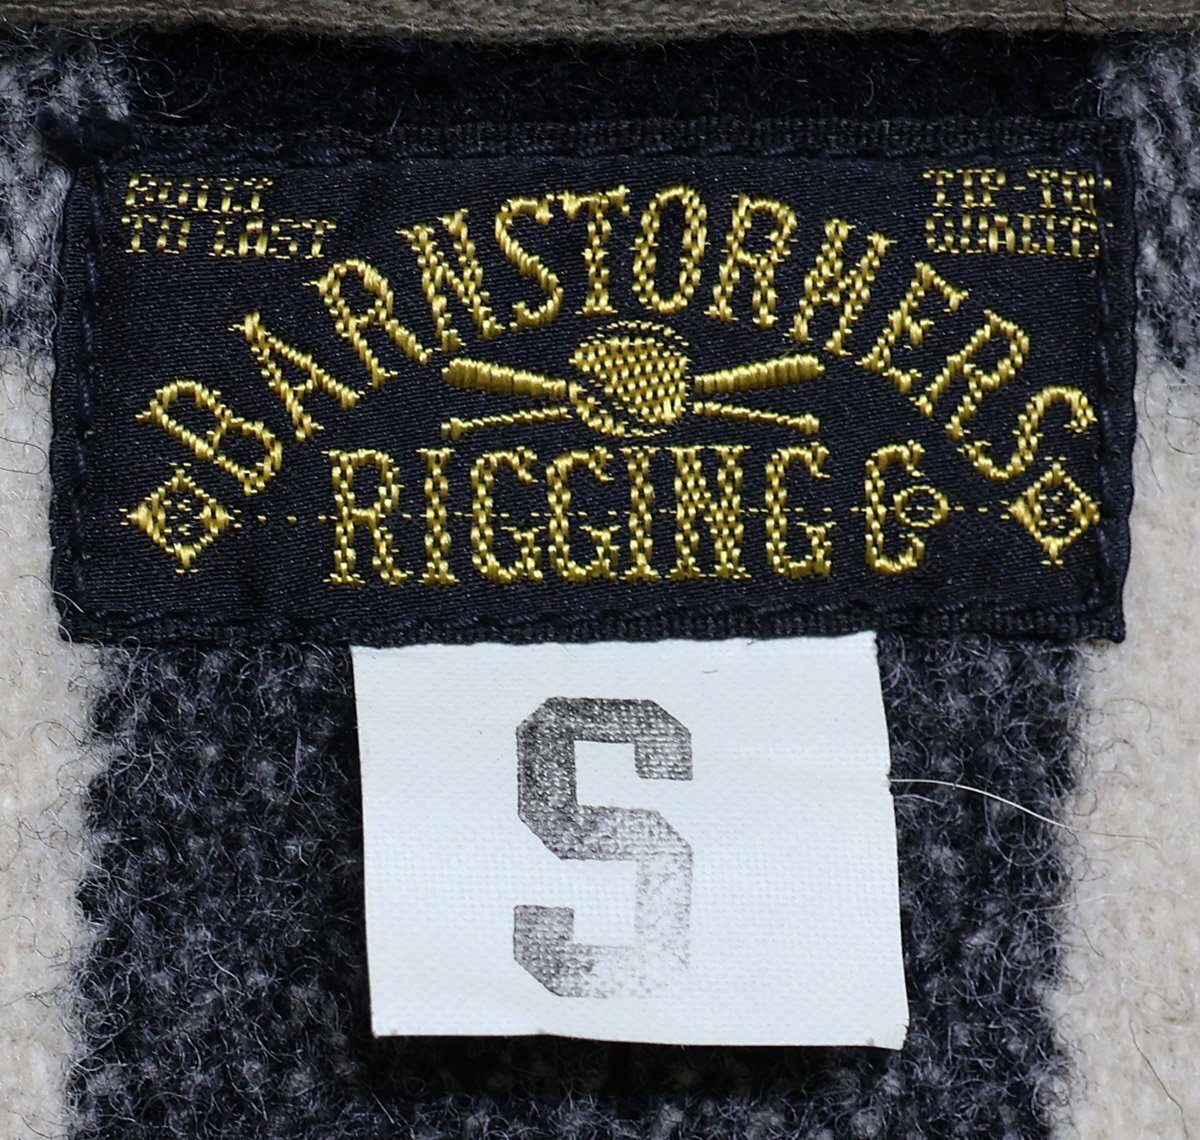 BUILT
TO LAST
TIP-TOP
QUALITY
BARNSTORMERS
RIGGING Co
S